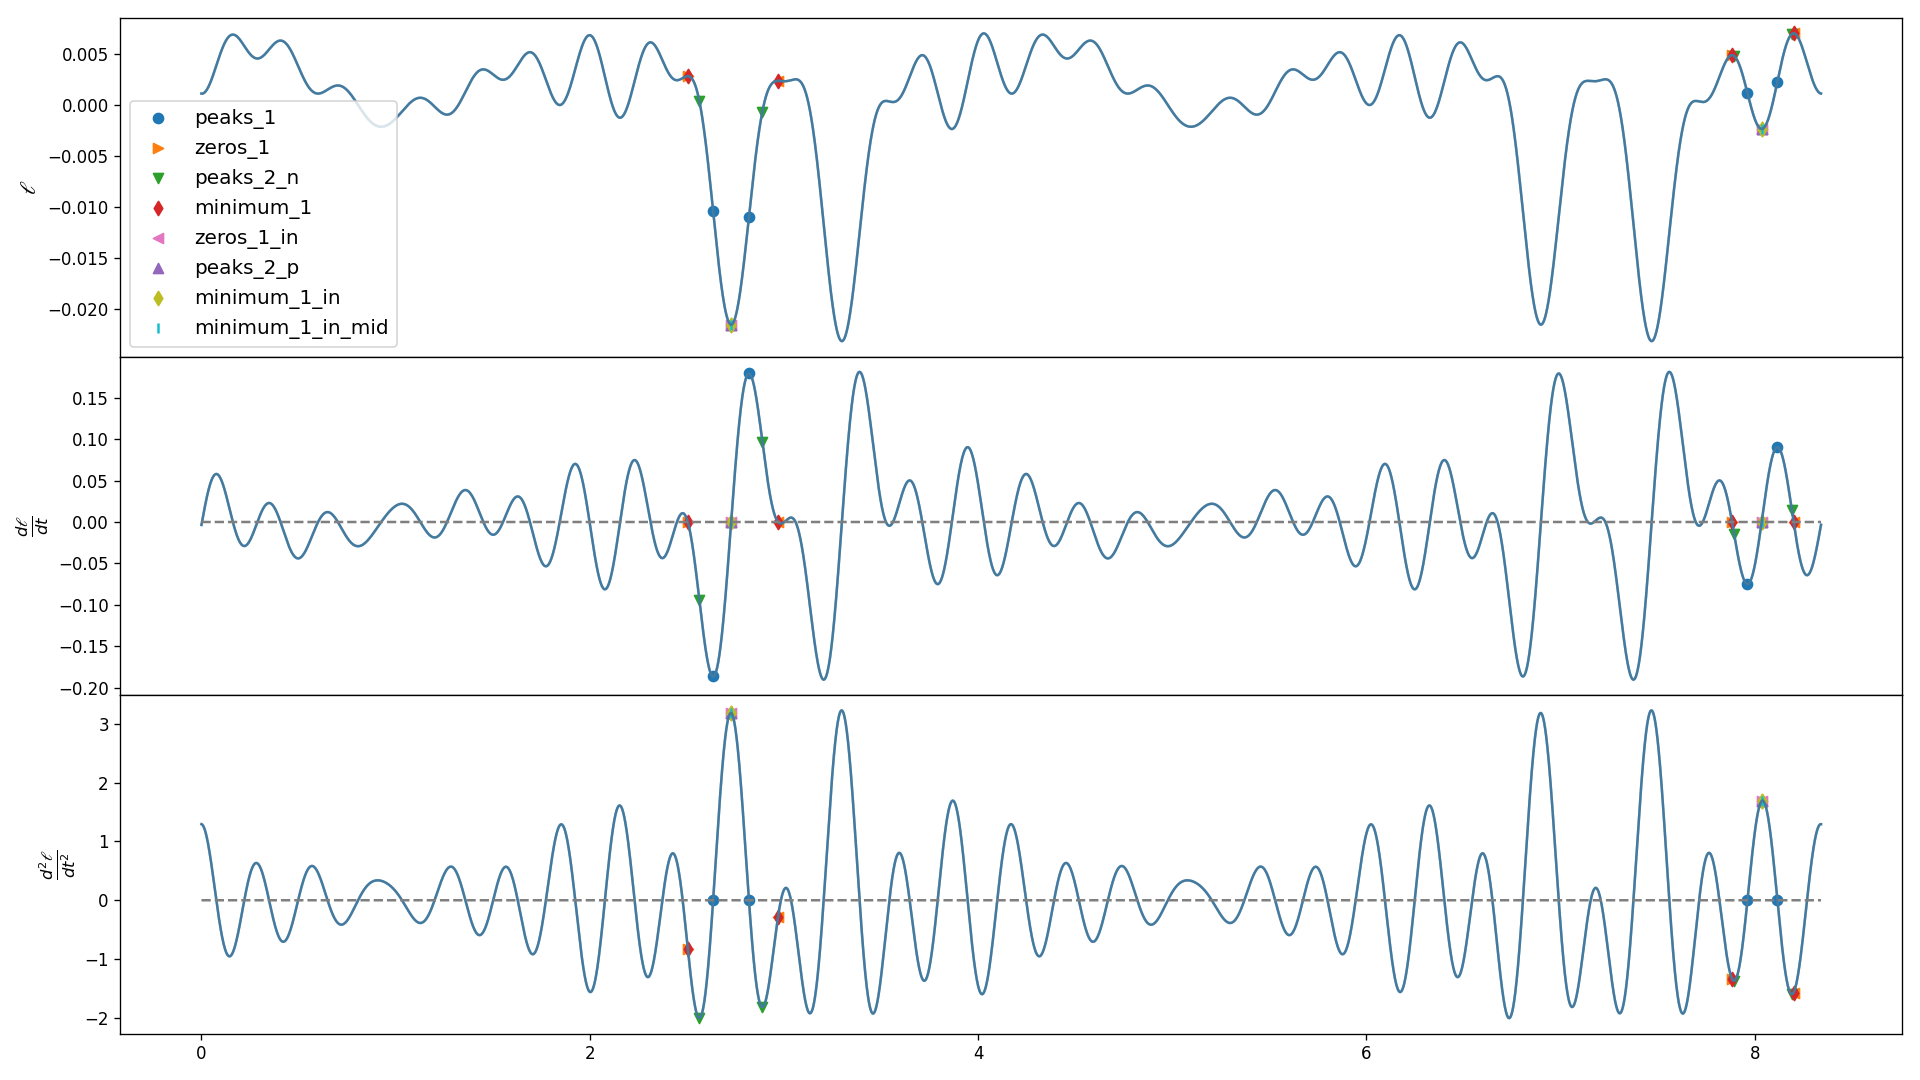 0.005
0.000
−0.005
−0.010
−0.015
−0.020
ℓ
peaks_1
zeros_1
peaks_2_n
minimum_1
zeros_1_in
peaks_2_p
minimum_1_in
minimum_1_in_mid
0.15
0.10
0.05
0.00
−0.05
−0.10
−0.15
−0.20
dℓ
dt
3
2
1
0
−1
−2
d²ℓ
dt²
0 2 4 6 8